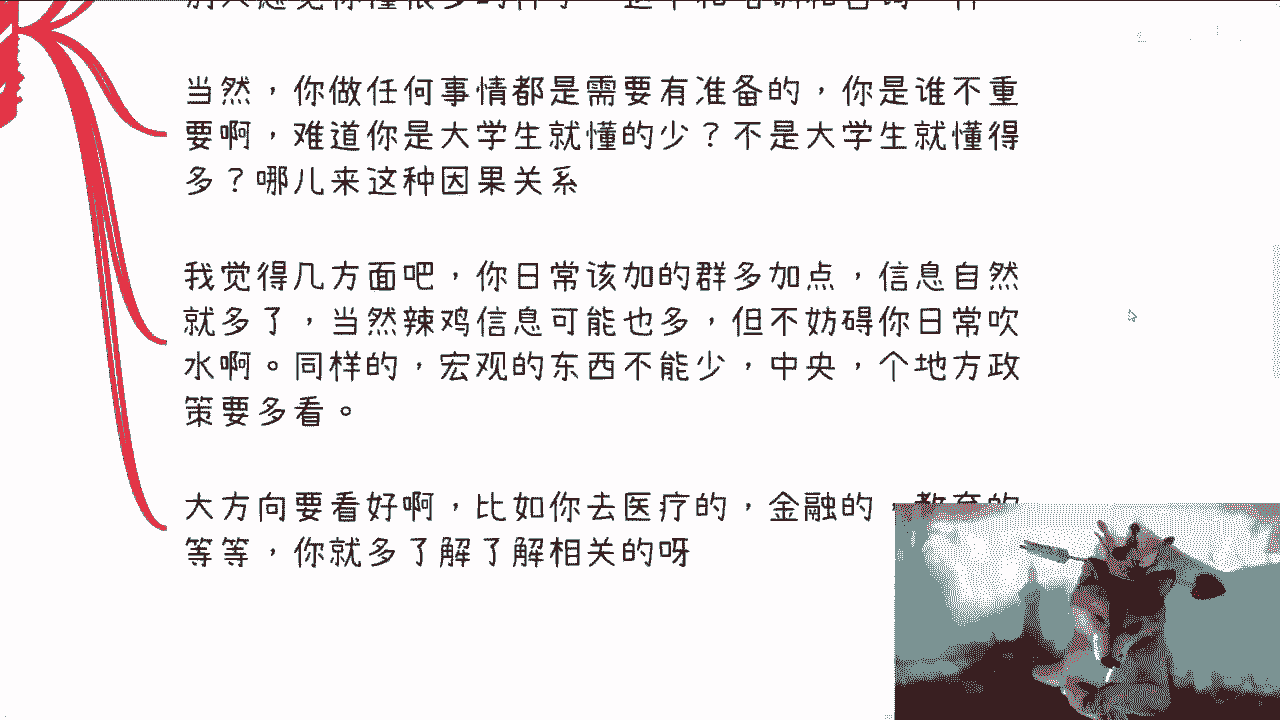 当然，你做任何事情都是需要有准备的，你是谁不重
要啊，难道你是大学生就懂的少？不是大学生就懂得
多？哪儿来这种因果关系
我觉得几方面吧，你日常该加的群多加点，信息自然
就多了，当然辣鸡信息可能也多，但不妨碍你日常吹
水啊。同样的，宏观的东西不能少，中央，个地方政
策要多看。
大方向要看好啊，比如你去医疗的，金融的，教育的
等等，你就多了解了解相关的呀